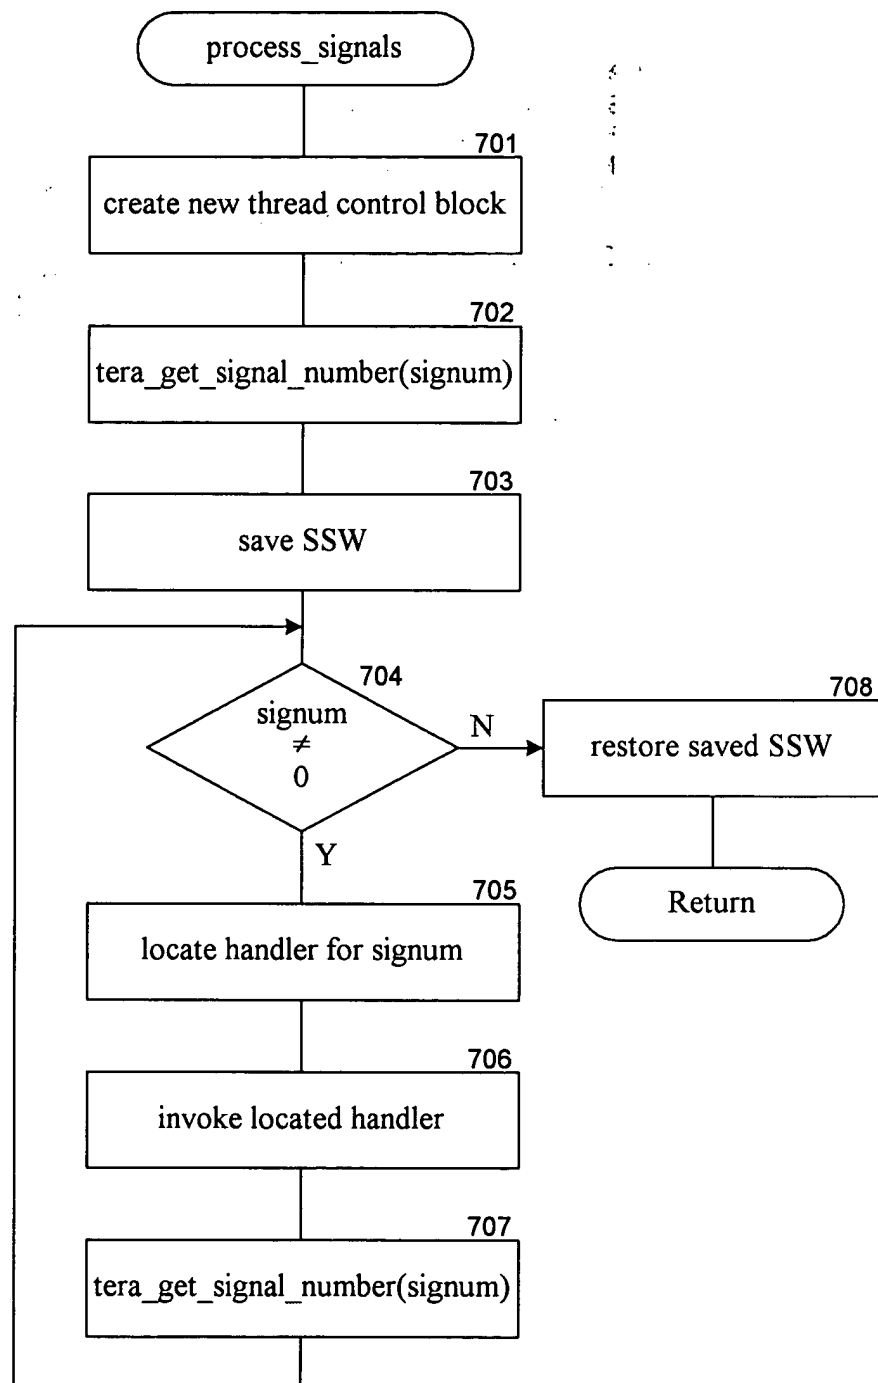 process_signals
701
create new thread control block
702
tera_get_signal_number(signum)
703
save SSW
704
signum
≠
0
N
708
restore saved SSW
Y
Return
705
locate handler for signum
706
invoke located handler
707
tera_get_signal_number(signum)